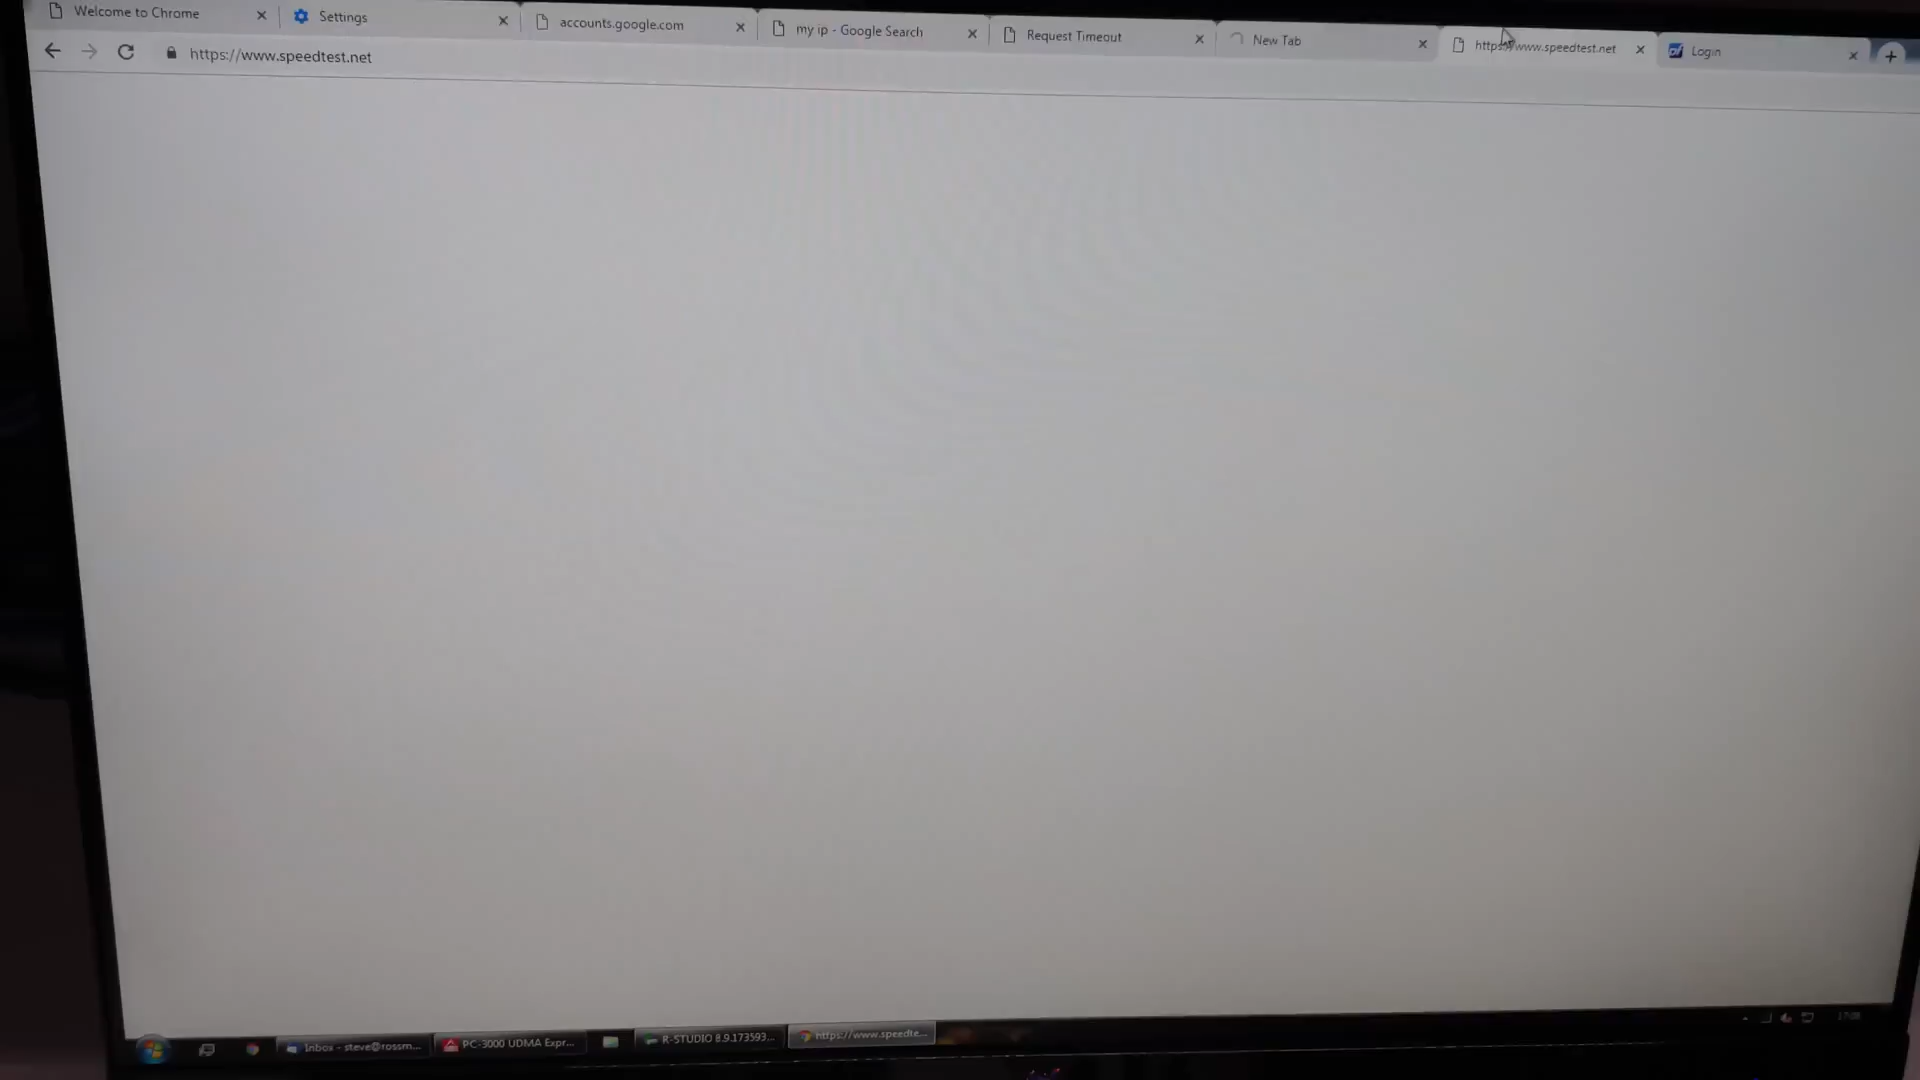 Welcome to Chrome
Settings
accounts.google.com
my ip - Google Search
Request Timeout
New Tab
https://www.speedtest.net
Login
https://www.speedtest.net
Inbox - steve@rossm...
PC-3000 UDMA Expr...
R-STUDIO 8.9.173593...
https://www.speedte...
17:08